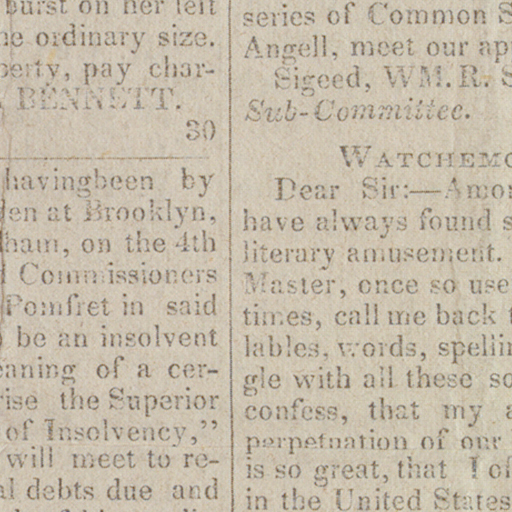 burst on her left
he ordinary size.
perty, pay char-
BENNETT.
30
havingbeen by
den at Brooklyn,
ham, on the 4th
Commissioners
Pomfret in said
be an insolvent
eaning of a cer-
rise the Superior
of Insolvency,"
will meet to re-
al debts due and
series of Common S
Angell, meet our ap
Sigeed, WM. R. S
Sub-Committee.
WATCHEMO
Dear Sir:—Amon
have always found s
literary amusement.
Master, once so use
times, call me back t
lables, words, spellin
gle with all these so
confess, that my a
perpetuation of our
is so great, that I of
in the United States